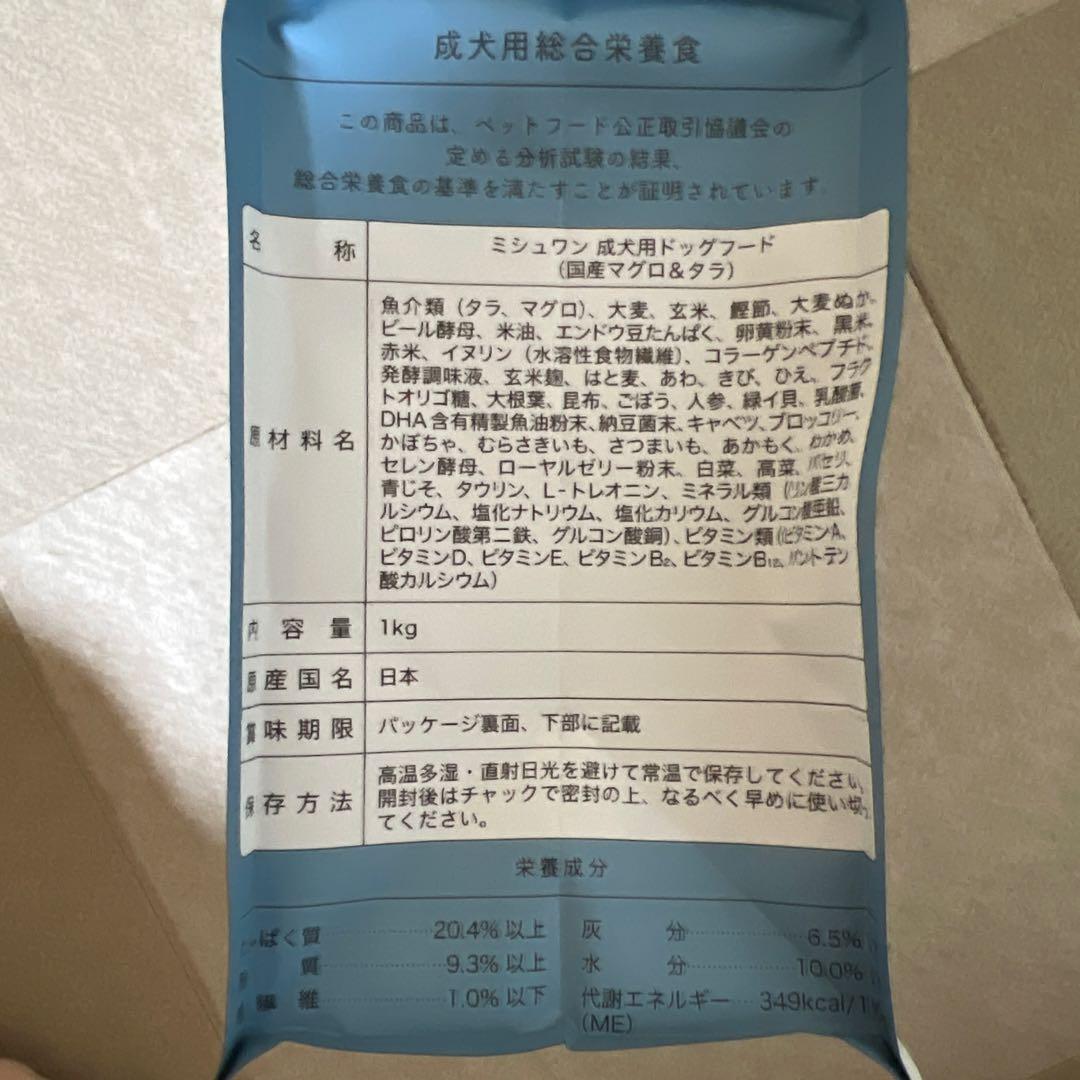 成犬用総合栄養食
この商品は、ペットフード公正取引協議会の
定める分析試験の結果、
総合栄養食の基準を満たすことが証明されています。
名称 ミシュワン 成犬用ドッグフード
（国産マグロ＆タラ）
原材料名
魚介類（タラ、マグロ）、大麦、玄米、鰹節、大麦ぬか、
ビール酵母、米油、エンドウ豆たんぱく、卵黄粉末、黒米、
赤米、イヌリン（水溶性食物繊維）、コラーゲンペプチド、
発酵調味液、玄米麹、はと麦、あわ、きび、ひえ、フラク
トオリゴ糖、大根葉、昆布、ごぼう、人参、緑イ貝、乳酸菌、
DHA含有精製魚油粉末、納豆菌末、キャベツ、ブロッコリー、
かぼちゃ、むらさきいも、さつまいも、あかもく、わかめ、
セレン酵母、ローヤルゼリー粉末、白菜、高菜、パセリ、
青じそ、タウリン、L-トレオニン、ミネラル類（リン酸三カ
ルシウム、塩化ナトリウム、塩化カリウム、グルコン酸亜鉛、
ピロリン酸第二鉄、グルコン酸銅）、ビタミン類（ビタミンA、
ビタミンD、ビタミンE、ビタミンB₂、ビタミンB₁₂、パントテン
酸カルシウム）
内容量 1kg
原産国名 日本
賞味期限 パッケージ裏面、下部に記載
保存方法
高温多湿・直射日光を避けて常温で保存してください。
開封後はチャックで密封の上、なるべく早めに使い切っ
てください。
栄養成分
ぱく質 20.4%以上 灰分 6.5%
質 9.3%以上 水分 10.0%
繊維 1.0%以下 代謝エネルギー 349kcal/1
(ME)